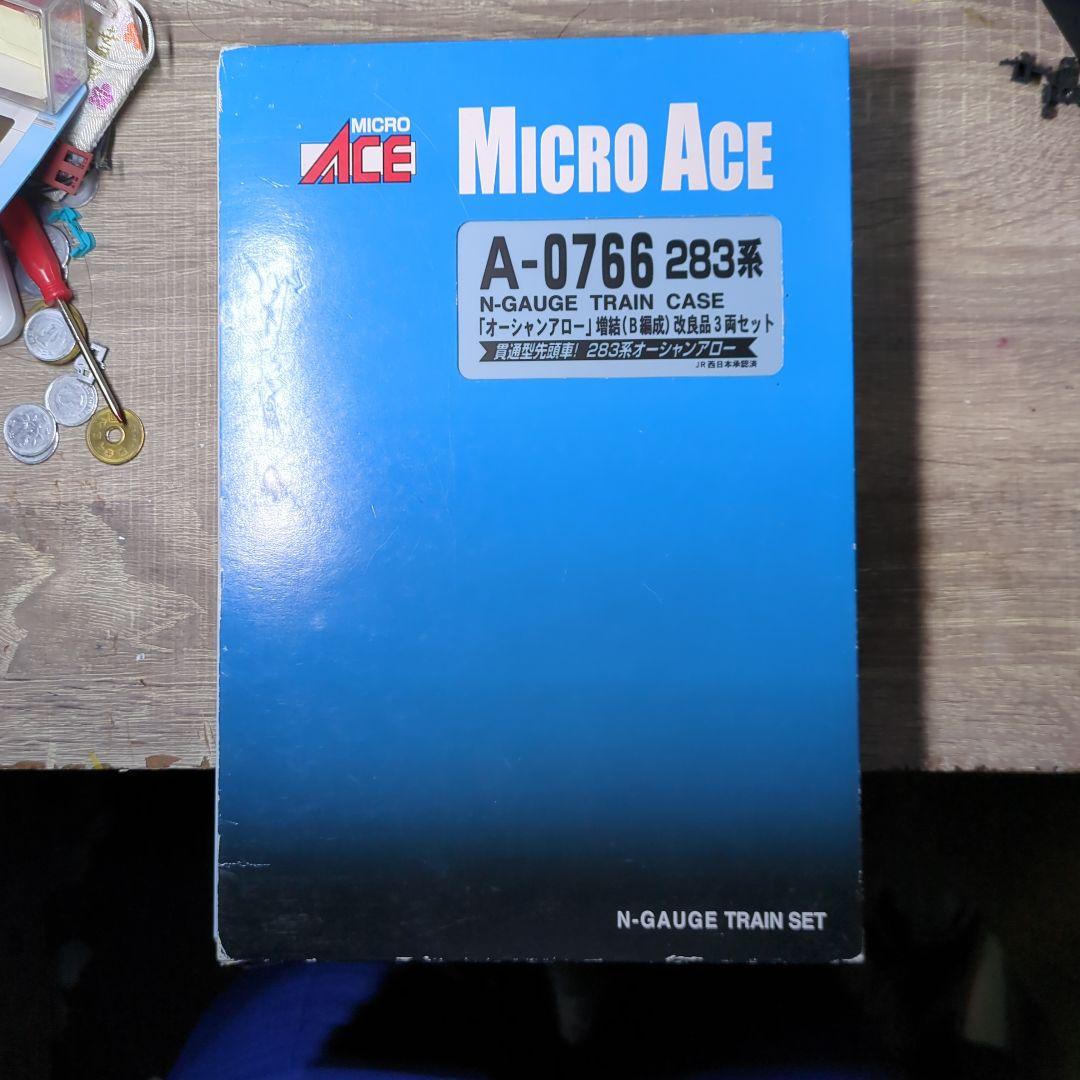 MICRO
ACE
MICRO ACE
A-0766 283系
N-GAUGE TRAIN CASE
「オーシャンアロー」増結(B編成)改良品3両セット
貫通型先頭車! 283系オーシャンアロー
JR西日本承認済
N-GAUGE TRAIN SET